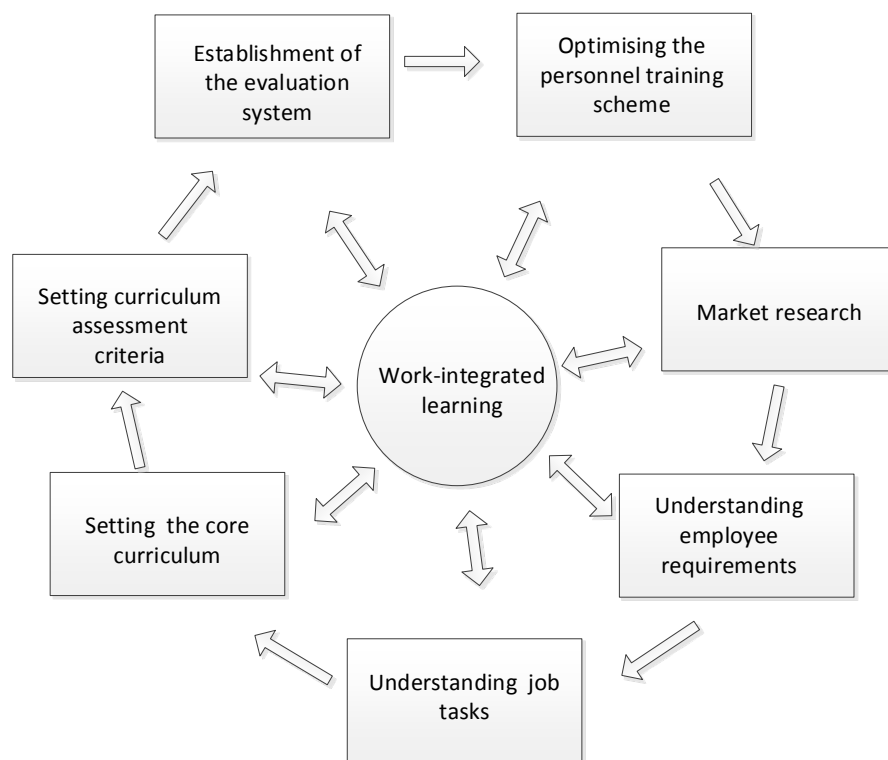 Establishment of
the evaluation
system
Optimising the
personnel training
scheme
Setting curriculum
assessment
criteria
Market research
Work-integrated
learning
Setting the core
curriculum
Understanding
employee
requirements
Understanding job
tasks